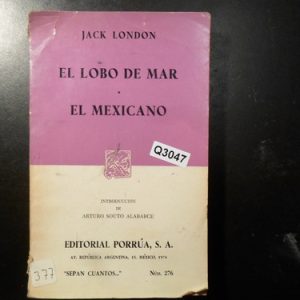 JACK LONDON
EL LOBO DE MAR
•
EL MEXICANO
Q3047
INTRODUCCIÓN
DE
ARTURO SOUTO ALABARCE
EDITORIAL PORRÚA, S. A.
AV. REPÚBLICA ARGENTINA, 15. MÉXICO, 1974
"SEPAN CUANTOS..." NÚM. 276
377